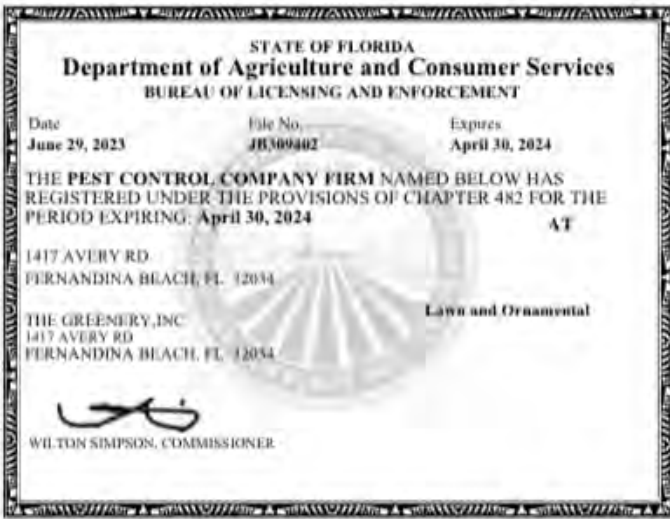 STATE OF FLORIDA
Department of Agriculture and Consumer Services
BUREAU OF LICENSING AND ENFORCEMENT
Date File No. Expires
June 29, 2023 JB309402 April 30, 2024
THE PEST CONTROL COMPANY FIRM NAMED BELOW HAS
REGISTERED UNDER THE PROVISIONS OF CHAPTER 482 FOR THE
PERIOD EXPIRING: April 30, 2024
AT
1417 AVERY RD
FERNANDINA BEACH, FL
Lawn and Ornamental
THE GREENERY,INC
1417 AVERY RD
FERNANDINA BEACH, FL
WILTON SIMPSON, COMMISSIONER